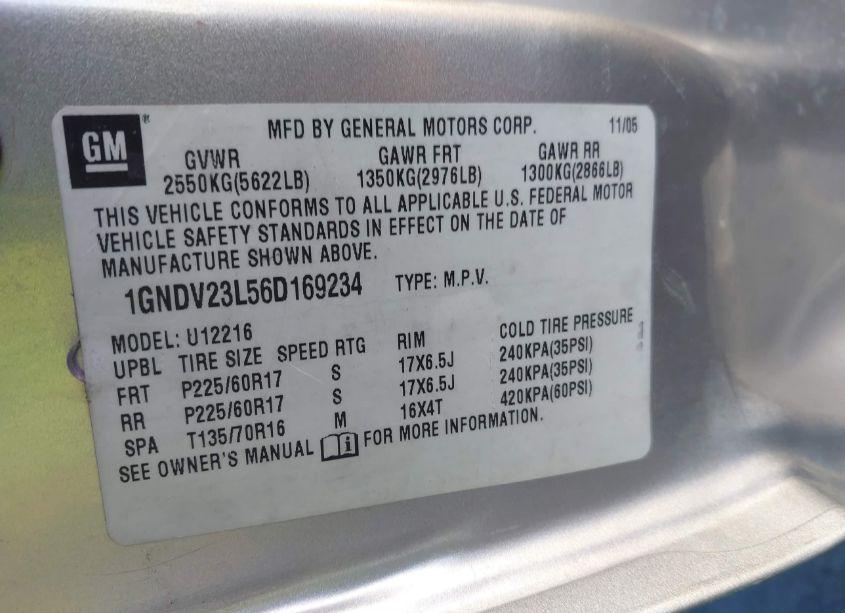 GM
MFD BY GENERAL MOTORS CORP. 11/05
GVWR GAWR FRT GAWR RR
2550KG(5622LB) 1350KG(2976LB) 1300KG(2866LB)
THIS VEHICLE CONFORMS TO ALL APPLICABLE U.S. FEDERAL MOTOR
VEHICLE SAFETY STANDARDS IN EFFECT ON THE DATE OF
MANUFACTURE SHOWN ABOVE.
1GNDV23L56D169234 TYPE: M.P.V.
MODEL: U12216
UPBL TIRE SIZE SPEED RTG RIM COLD TIRE PRESSURE
FRT P225/60R17 S 17X6.5J 240KPA(35PSI)
RR P225/60R17 S 17X6.5J 240KPA(35PSI)
SPA T135/70R16 M 16X4T 420KPA(60PSI)
SEE OWNER'S MANUAL FOR MORE INFORMATION.